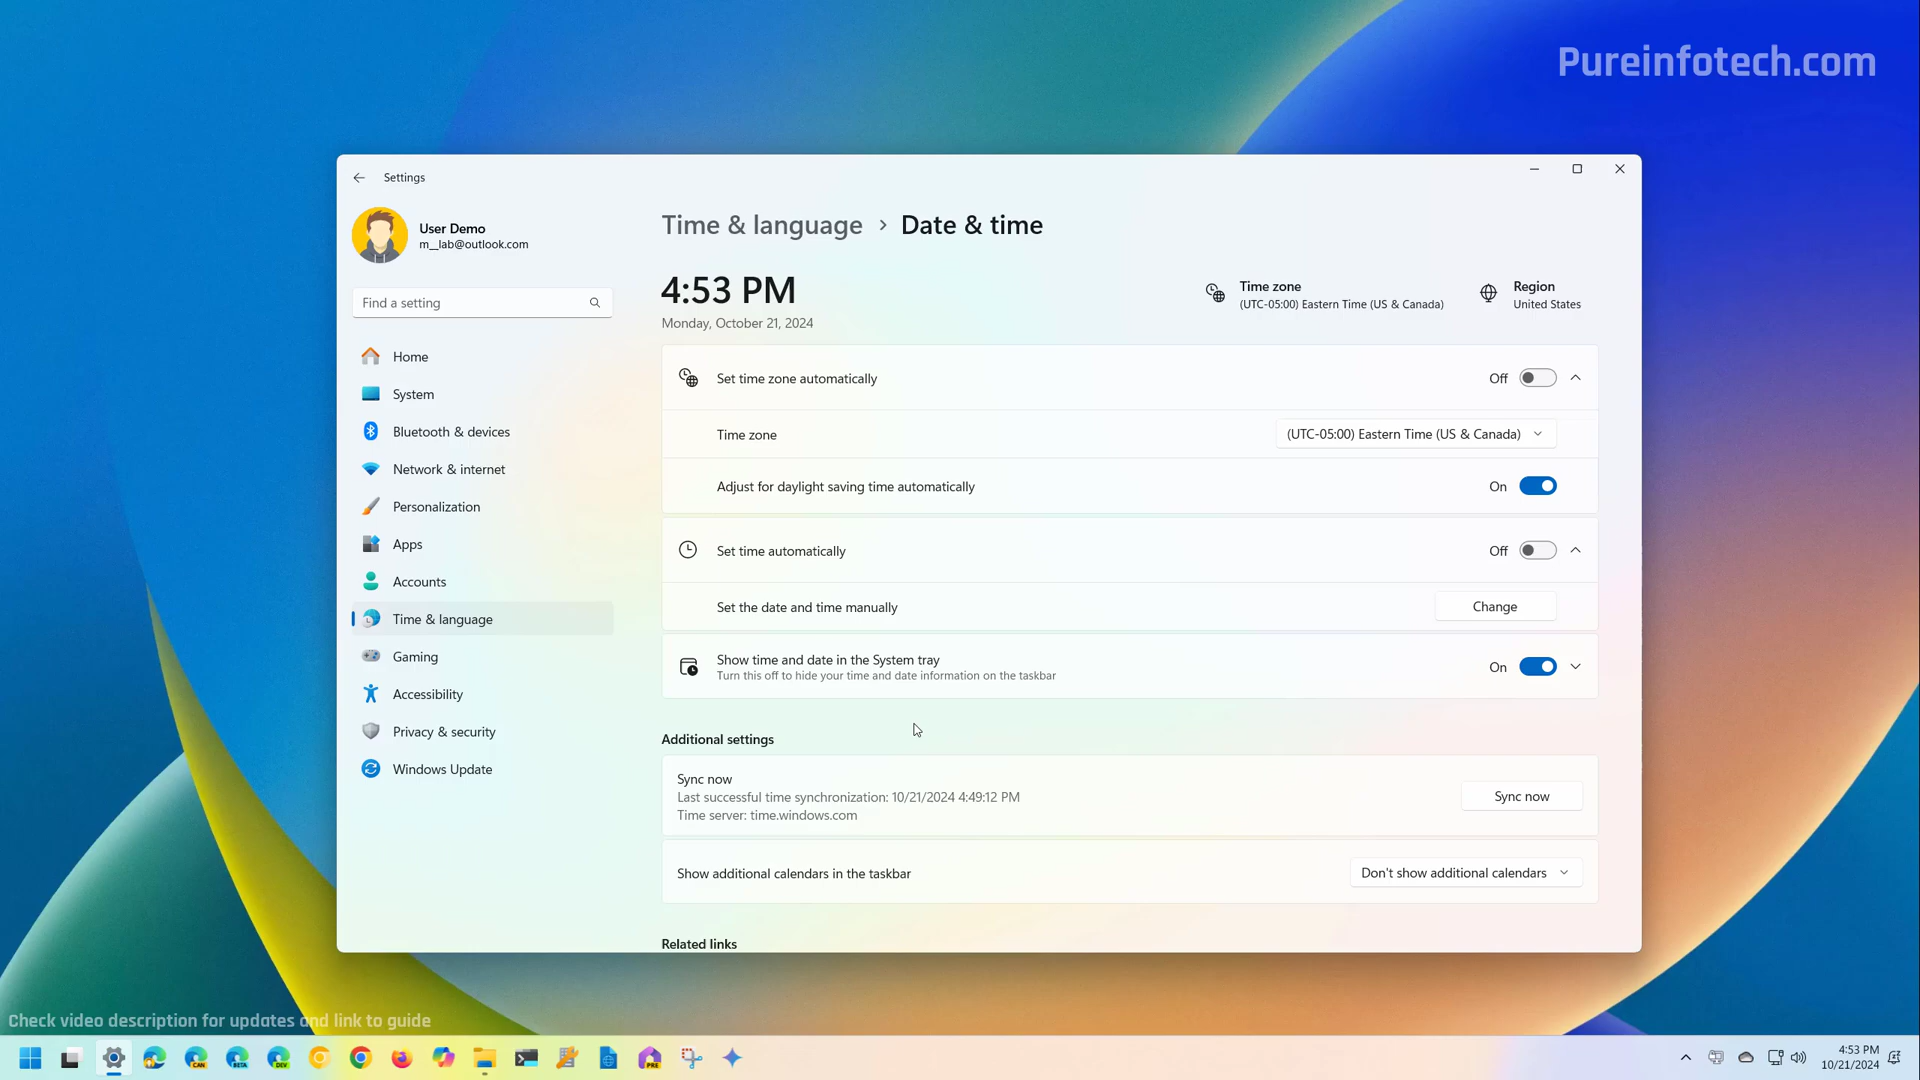 Pureinfotech.com
Settings
User Demo
m__lab@outlook.com
Find a setting
Home
System
Bluetooth & devices
Network & internet
Personalization
Apps
Accounts
Time & language
Gaming
Accessibility
Privacy & security
Windows Update
Time & language › Date & time
4:53 PM
Monday, October 21, 2024
Time zone
(UTC-05:00) Eastern Time (US & Canada)
Region
United States
Set time zone automatically
Off
Time zone
(UTC-05:00) Eastern Time (US & Canada)
Adjust for daylight saving time automatically
On
Set time automatically
Off
Set the date and time manually
Change
Show time and date in the System tray
Turn this off to hide your time and date information on the taskbar
On
Additional settings
Sync now
Last successful time synchronization: 10/21/2024 4:49:12 PM
Time server: time.windows.com
Sync now
Show additional calendars in the taskbar
Don't show additional calendars
Related links
Check video description for updates and link to guide
CAN
BETA
DEV
PRE
4:53 PM
10/21/2024